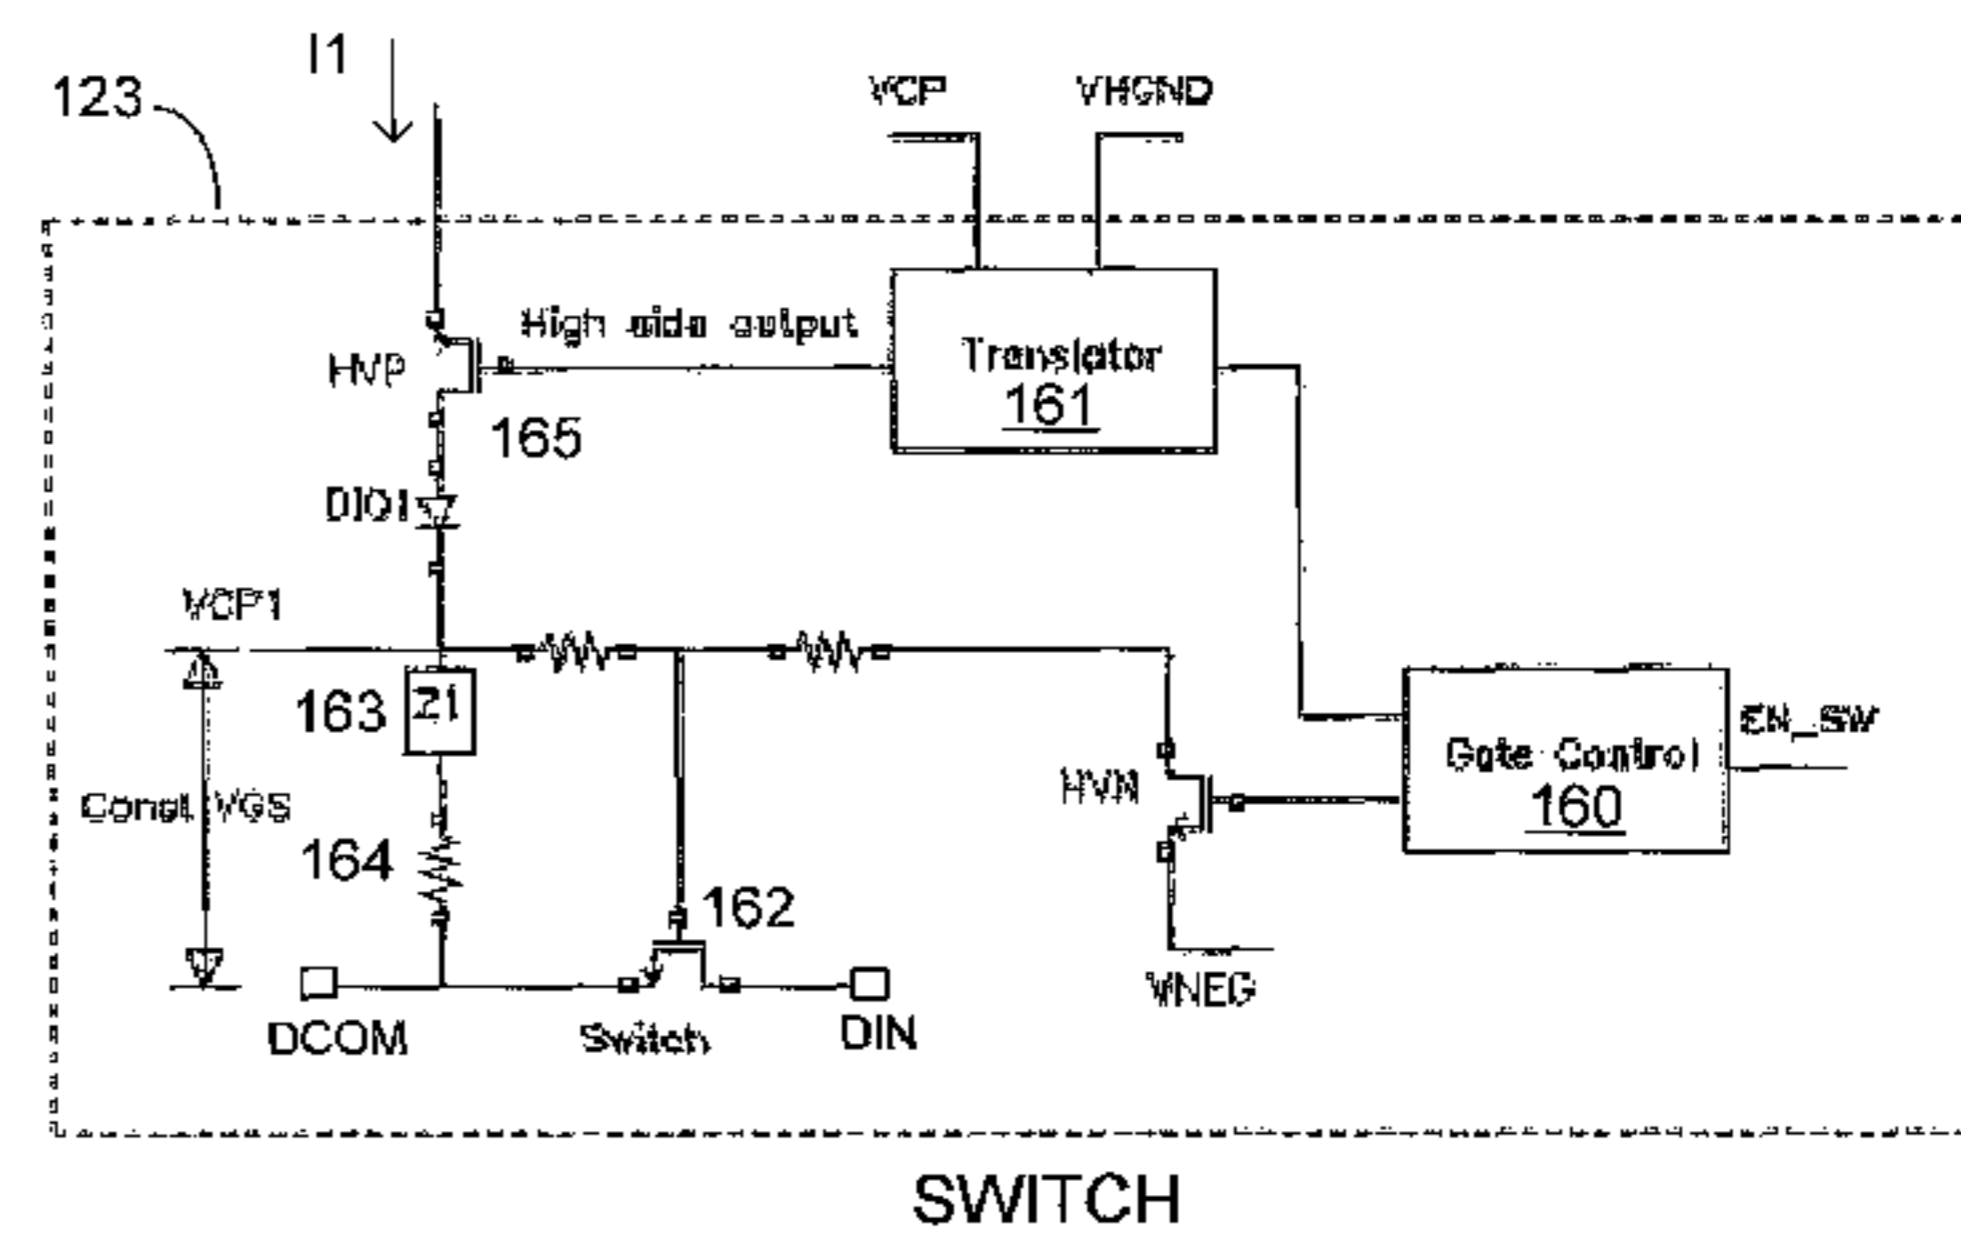 I1
123
VCP VHGND
High side output
Translator
161
HVP
165
DIO1
VCP1
163 Z1
EN_SW
Gate Control
160
HVN
Const VGS
164
162
VNEG
DCOM Switch DIN
SWITCH